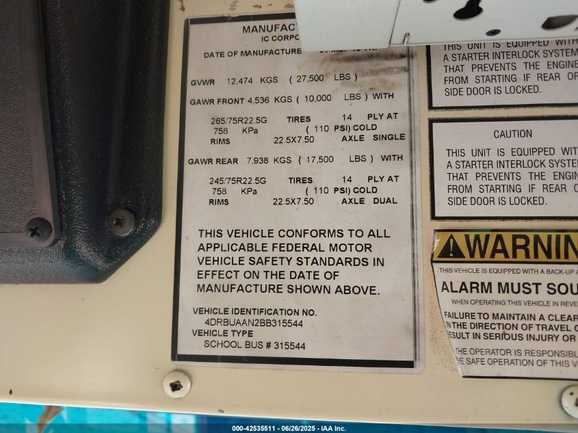 MANUFAC
IC CORPO
DATE OF MANUFACTURE
GVWR 12,474 KGS ( 27,500 LBS )
GAWR FRONT 4,536 KGS ( 10,000 LBS ) WITH
265/75R22.5G TIRES 14 PLY AT
758 KPa ( 110 PSI) COLD
RIMS 22.5X7.50 AXLE SINGLE
GAWR REAR 7,938 KGS ( 17,500 LBS ) WITH
245/75R22.5G TIRES 14 PLY AT
758 KPa ( 110 PSI) COLD
RIMS 22.5X7.50 AXLE DUAL
THIS VEHICLE CONFORMS TO ALL
APPLICABLE FEDERAL MOTOR
VEHICLE SAFETY STANDARDS IN
EFFECT ON THE DATE OF
MANUFACTURE SHOWN ABOVE.
VEHICLE IDENTIFICATION NO.
4DRBUAAN2BB315544
VEHICLE TYPE
SCHOOL BUS # 315544
THIS UNIT IS EQUIPPED WITH
A STARTER INTERLOCK SYSTEM
THAT PREVENTS THE ENGINE
FROM STARTING IF REAR OR
SIDE DOOR IS LOCKED.
CAUTION
THIS UNIT IS EQUIPPED WITH
A STARTER INTERLOCK SYSTEM
THAT PREVENTS THE ENGINE
FROM STARTING IF REAR O
SIDE DOOR IS LOCKED.
WARNIN
THIS VEHICLE IS EQUIPPED WITH A BACK-UP A
ALARM MUST SOU
WHEN OPERATING THIS VEHICLE IN REVE
FAILURE TO MAINTAIN A CLEAR
IN THE DIRECTION OF TRAVEL C
ESULT IN SERIOUS INJURY OR
THE OPERATOR IS RESPONSIBL
E SAFE OPERATION OF THIS V
000-42535511 - 06/26/2025 - IAA Inc.